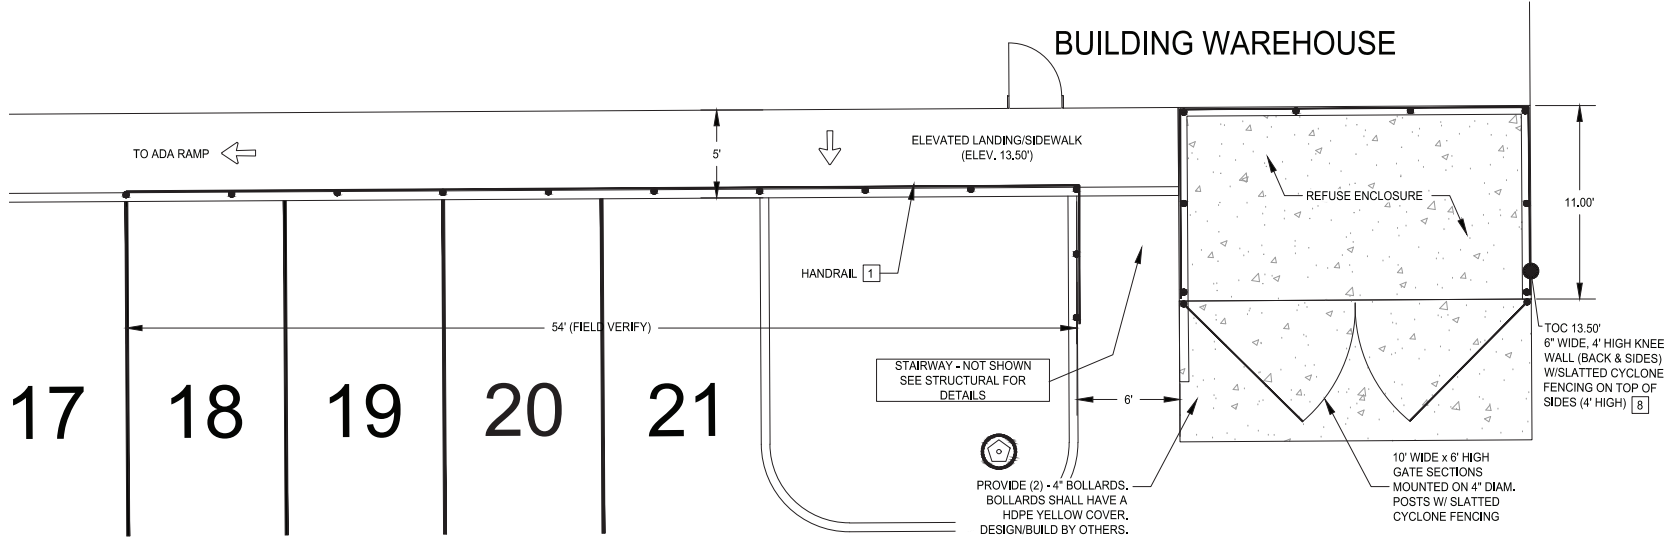 BUILDING WAREHOUSE
TO ADA RAMP
5'
ELEVATED LANDING/SIDEWALK
(ELEV. 13.50')
REFUSE ENCLOSURE
11.00'
HANDRAIL 1
54' (FIELD VERIFY)
TOC 13.50'
6" WIDE, 4' HIGH KNEE
WALL (BACK & SIDES)
W/SLATTED CYCLONE
FENCING ON TOP OF
SIDES (4' HIGH) 8
STAIRWAY - NOT SHOWN
SEE STRUCTURAL FOR
DETAILS
6'
17
18
19
20
21
PROVIDE (2) - 4" BOLLARDS.
BOLLARDS SHALL HAVE A
HDPE YELLOW COVER.
DESIGN/BUILD BY OTHERS.
10' WIDE x 6' HIGH
GATE SECTIONS
MOUNTED ON 4" DIAM.
POSTS W/ SLATTED
CYCLONE FENCING